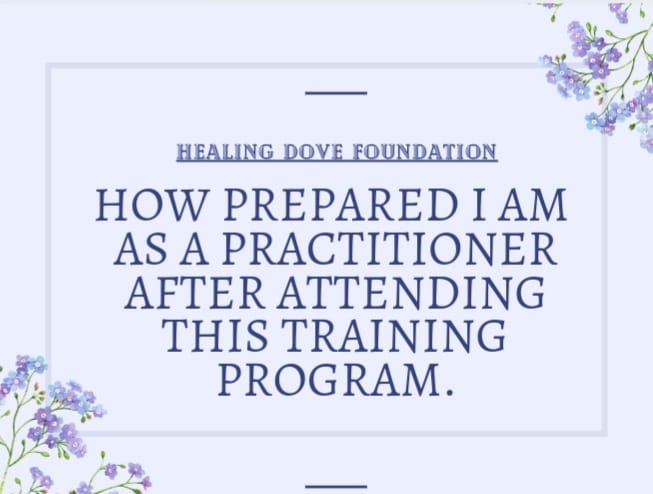 HEALING DOVE FOUNDATION
HOW PREPARED I AM
AS A PRACTITIONER
AFTER ATTENDING
THIS TRAINING
PROGRAM.